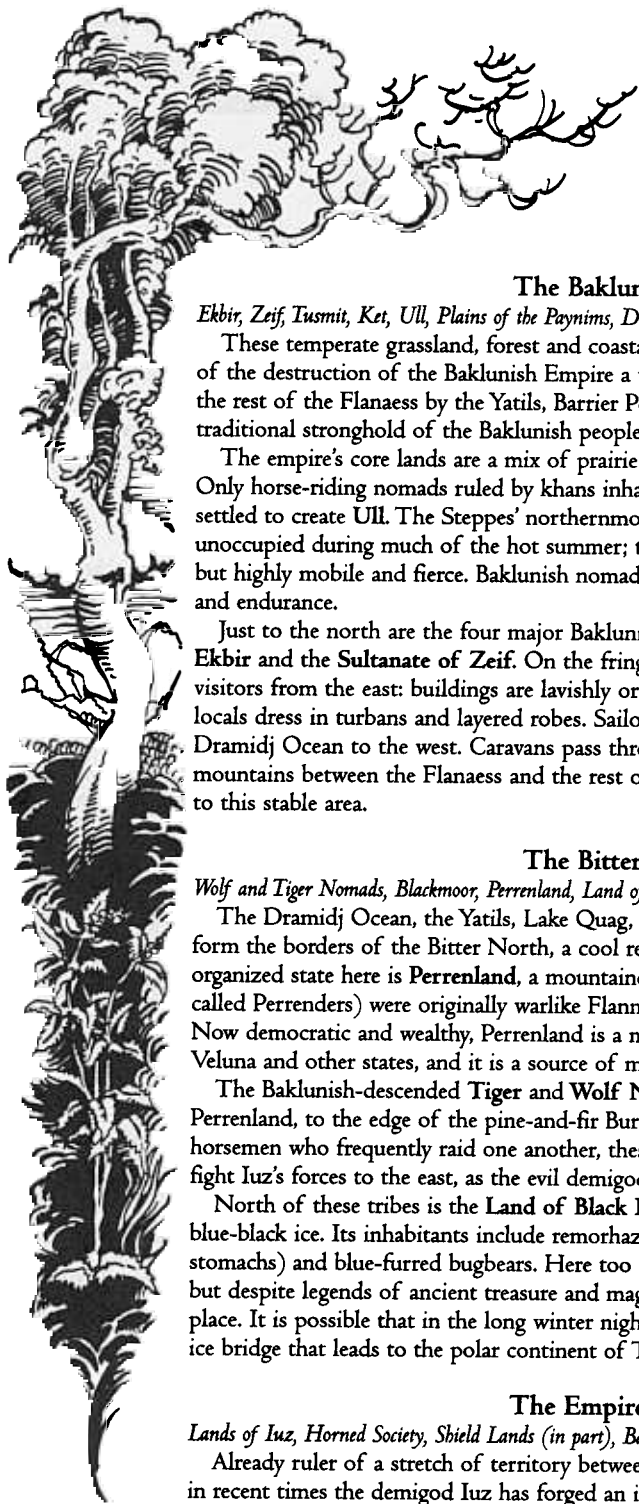 The Baklun
Ekbir, Zeif, Tusmit, Ket, Ull, Plains of the Paynims, D
These temperate grassland, forest and coasta
of the destruction of the Baklunish Empire a
the rest of the Flanaess by the Yatils, Barrier P
traditional stronghold of the Baklunish people
The empire's core lands are a mix of prairie
Only horse-riding nomads ruled by khans inha
settled to create Ull. The Steppes' northernmo
unoccupied during much of the hot summer; t
but highly mobile and fierce. Baklunish nomad
and endurance.
Just to the north are the four major Bakluni
Ekbir and the Sultanate of Zeif. On the fring
visitors from the east: buildings are lavishly or
locals dress in turbans and layered robes. Sailo
Dramidj Ocean to the west. Caravans pass thr
mountains between the Flanaess and the rest o
to this stable area.
The Bitter
Wolf and Tiger Nomads, Blackmoor, Perrenland, Land o
The Dramidj Ocean, the Yatils, Lake Quag,
form the borders of the Bitter North, a cool re
organized state here is Perrenland, a mountain
called Perrenders) were originally warlike Flann
Now democratic and wealthy, Perrenland is a n
Veluna and other states, and it is a source of m
The Baklunish-descended Tiger and Wolf N
Perrenland, to the edge of the pine-and-fir Bur
horsemen who frequently raid one another, thes
fight Iuz's forces to the east, as the evil demigo
North of these tribes is the Land of Black I
blue-black ice. Its inhabitants include remorhaz
stomachs) and blue-furred bugbears. Here too
but despite legends of ancient treasure and mag
place. It is possible that in the long winter nigh
ice bridge that leads to the polar continent of T
The Empire
Lands of Iuz, Horned Society, Shield Lands (in part), Ba
Already ruler of a stretch of territory betwee
in recent times the demigod Iuz has forged an i